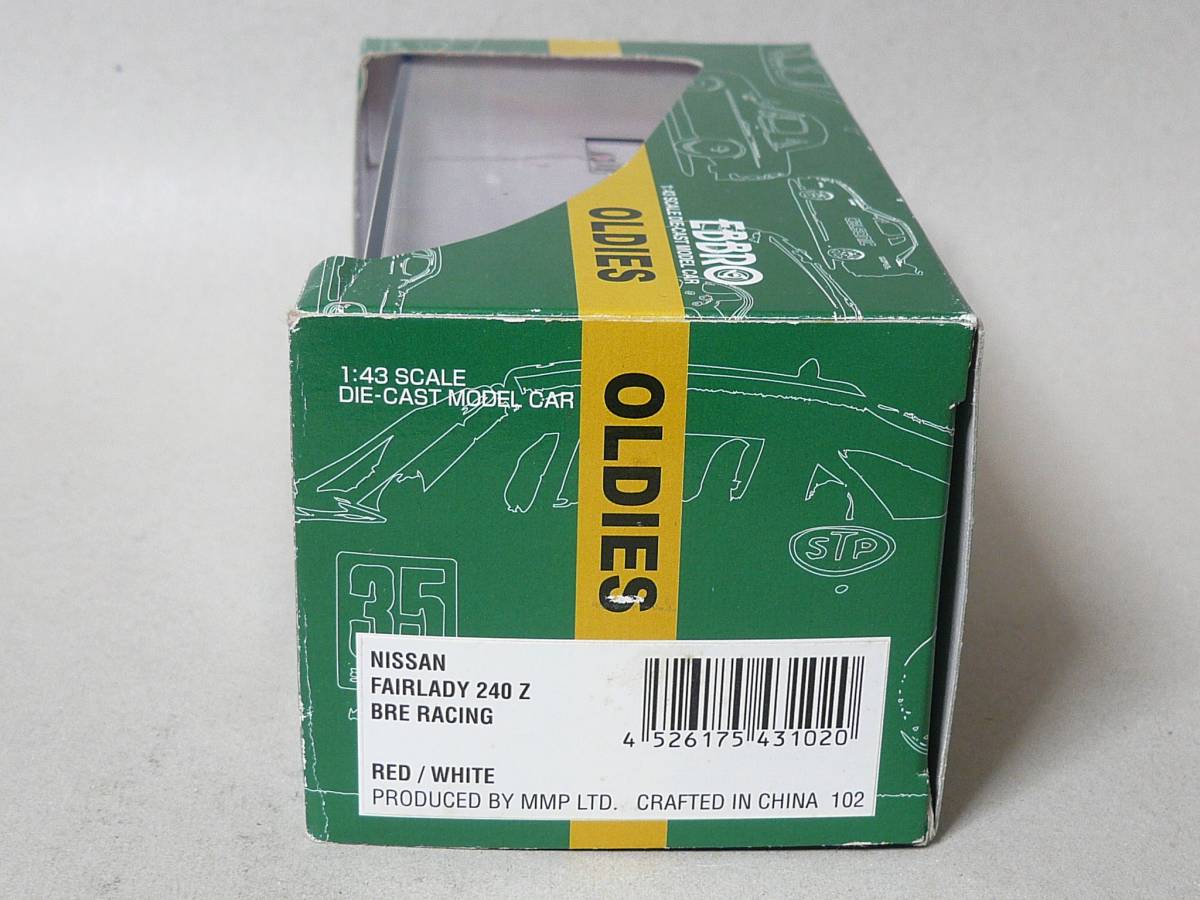 OLDIES
EBBRO
1:43 SCALE DIE-CAST MODEL CAR
1:43 SCALE
DIE-CAST MODEL CAR
OLDIES
STP
35
NISSAN
FAIRLADY 240 Z
BRE RACING
4 526175 431020
RED / WHITE
PRODUCED BY MMP LTD. CRAFTED IN CHINA 102